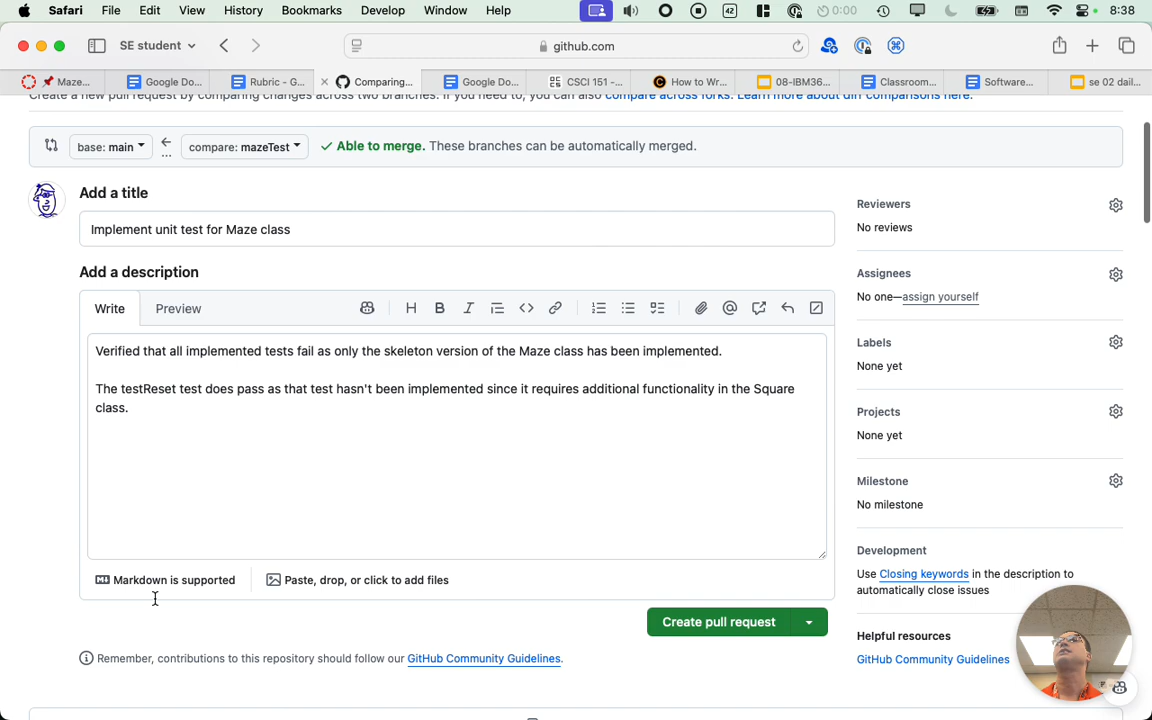 Safari File Edit View History Bookmarks Develop Window Help 42 0:00 8:38
SE student github.com
Maze... Google Do... Rubric - G... Comparing... Google Do... CSCI 151 -... How to Wr... 08-IBM36... Classroom... Software... se 02 dail...
Create a new pull request by comparing changes across two branches. If you need to, you can also compare across forks. Learn more about diff comparisons here.
base: main ... compare: mazeTest Able to merge. These branches can be automatically merged.
Add a title
Implement unit test for Maze class
Add a description
Write Preview
Verified that all implemented tests fail as only the skeleton version of the Maze class has been implemented.
The testReset test does pass as that test hasn't been implemented since it requires additional functionality in the Square
class.
Markdown is supported Paste, drop, or click to add files
Create pull request
Remember, contributions to this repository should follow our GitHub Community Guidelines.
Reviewers
No reviews
Assignees
No one—assign yourself
Labels
None yet
Projects
None yet
Milestone
No milestone
Development
Use Closing keywords in the description to
automatically close issues
Helpful resources
GitHub Community Guidelines